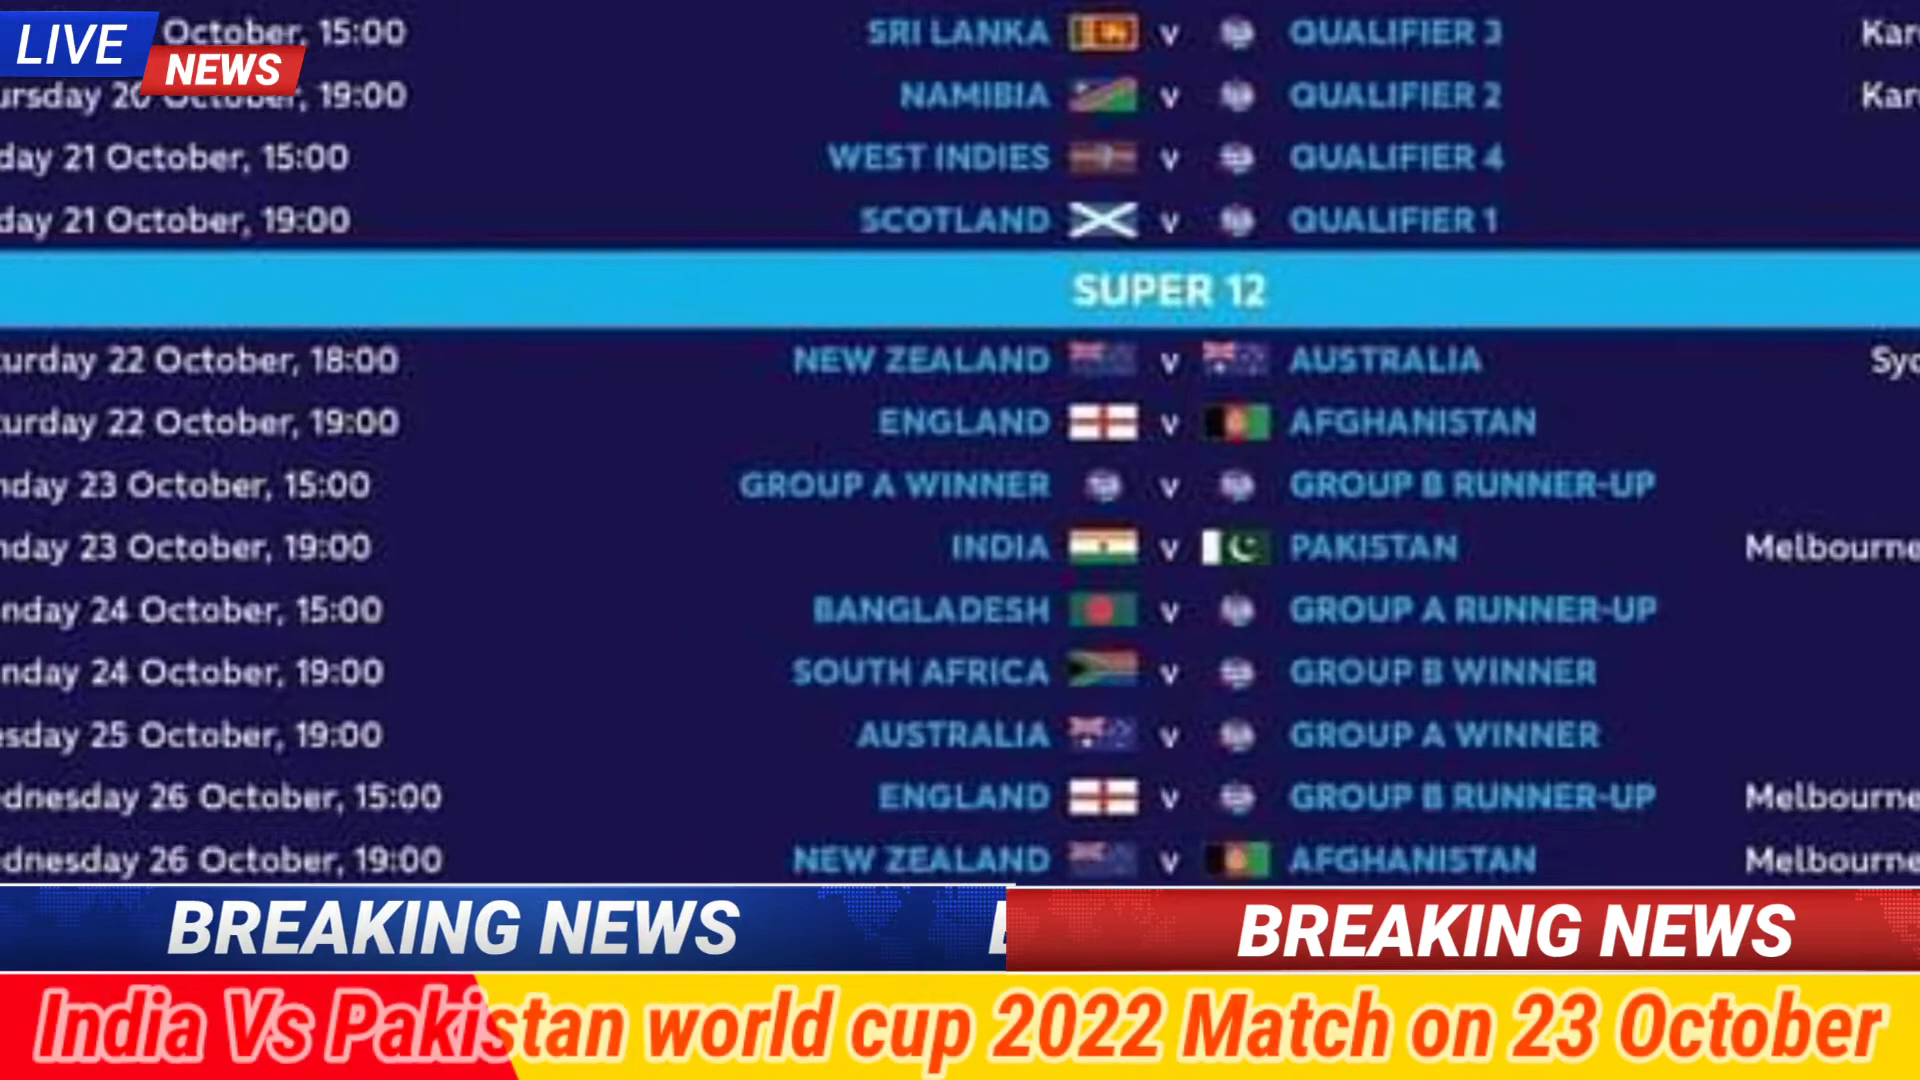 LIVE
NEWS
October, 15:00 SRI LANKA v QUALIFIER 3 Kar
ursday 20 October, 19:00 NAMIBIA v QUALIFIER 2 Kar
day 21 October, 15:00 WEST INDIES v QUALIFIER 4
day 21 October, 19:00 SCOTLAND v QUALIFIER 1
SUPER 12
urday 22 October, 18:00 NEW ZEALAND v AUSTRALIA Syd
urday 22 October, 19:00 ENGLAND v AFGHANISTAN
nday 23 October, 15:00 GROUP A WINNER v GROUP B RUNNER-UP
nday 23 October, 19:00 INDIA v PAKISTAN Melbourne
nday 24 October, 15:00 BANGLADESH v GROUP A RUNNER-UP
nday 24 October, 19:00 SOUTH AFRICA v GROUP B WINNER
esday 25 October, 19:00 AUSTRALIA v GROUP A WINNER
dnesday 26 October, 15:00 ENGLAND v GROUP B RUNNER-UP Melbourne
dnesday 26 October, 19:00 NEW ZEALAND v AFGHANISTAN Melbourne
BREAKING NEWS BREAKING NEWS
India Vs Pakistan world cup 2022 Match on 23 October